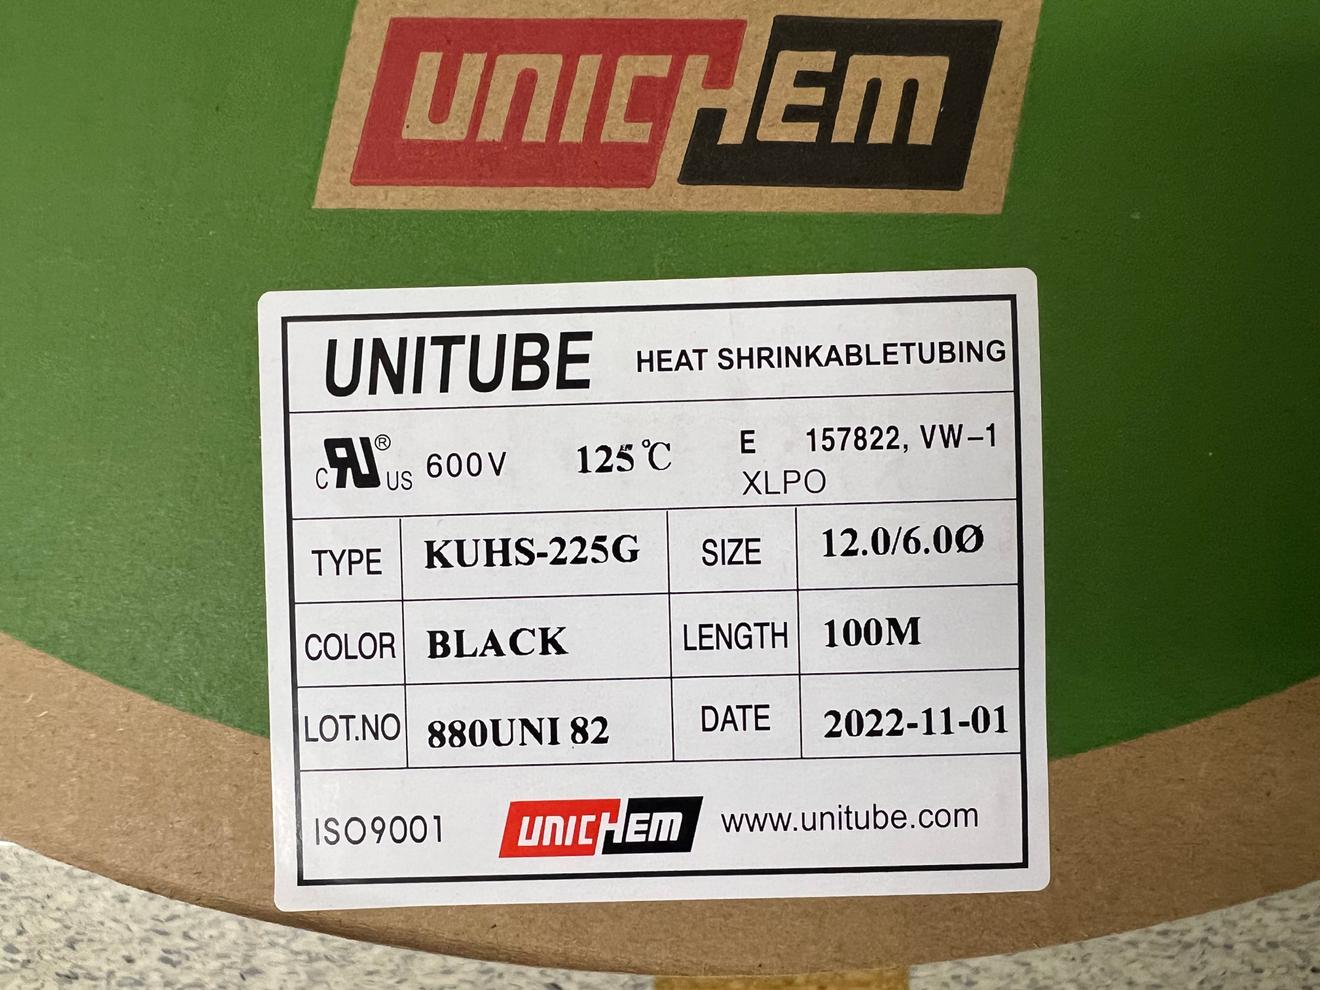 UNICHEM
UNITUBE HEAT SHRINKABLETUBING
c RU ® US 600V 125℃ E 157822, VW-1
XLPO
TYPE KUHS-225G SIZE 12.0/6.0Ø
COLOR BLACK LENGTH 100M
LOT.NO 880UNI 82 DATE 2022-11-01
ISO9001 UNICHEM www.unitube.com